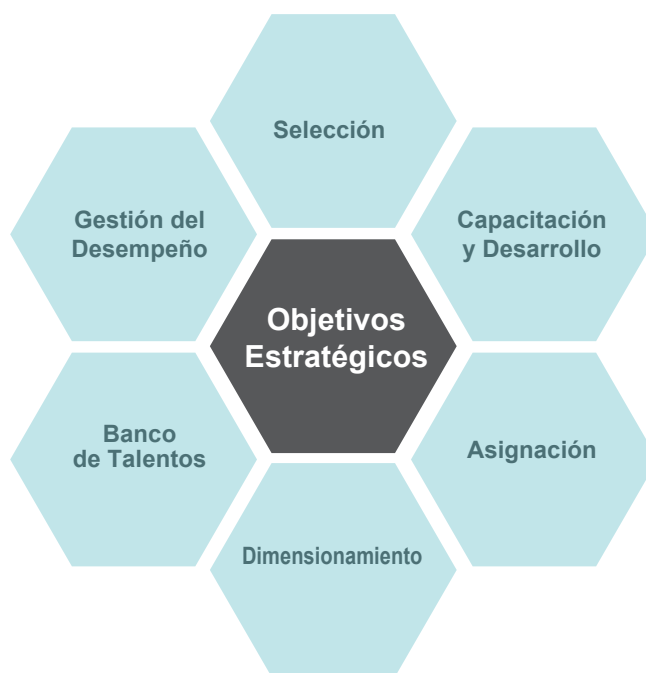 Selección
Gestión del
Desempeño
Capacitación
y Desarrollo
Objetivos
Estratégicos
Banco
de Talentos
Asignación
Dimensionamiento